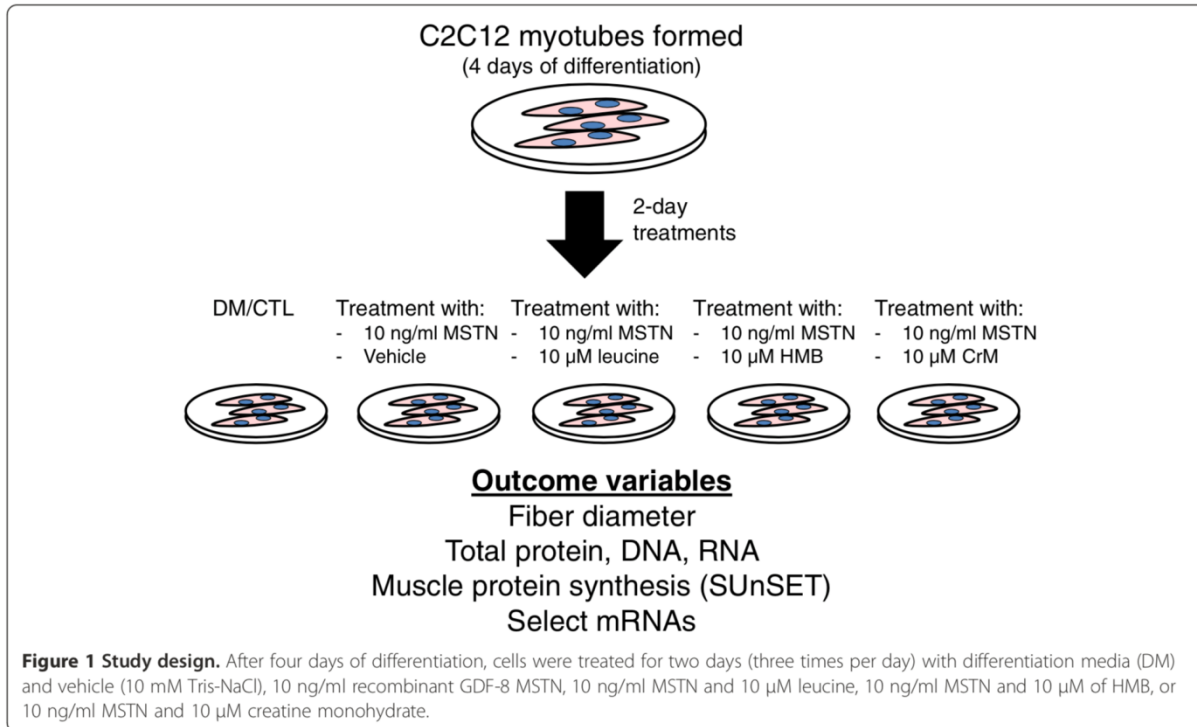 C2C12 myotubes formed
(4 days of differentiation)
2-day
treatments
DM/CTL
Treatment with:
- 10 ng/ml MSTN
- Vehicle
Treatment with:
- 10 ng/ml MSTN
- 10 µM leucine
Treatment with:
- 10 ng/ml MSTN
- 10 µM HMB
Treatment with:
- 10 ng/ml MSTN
- 10 µM CrM
Outcome variables
Fiber diameter
Total protein, DNA, RNA
Muscle protein synthesis (SUnSET)
Select mRNAs
Figure 1 Study design. After four days of differentiation, cells were treated for two days (three times per day) with differentiation media (DM)
and vehicle (10 mM Tris-NaCl), 10 ng/ml recombinant GDF-8 MSTN, 10 ng/ml MSTN and 10 µM leucine, 10 ng/ml MSTN and 10 µM of HMB, or
10 ng/ml MSTN and 10 µM creatine monohydrate.